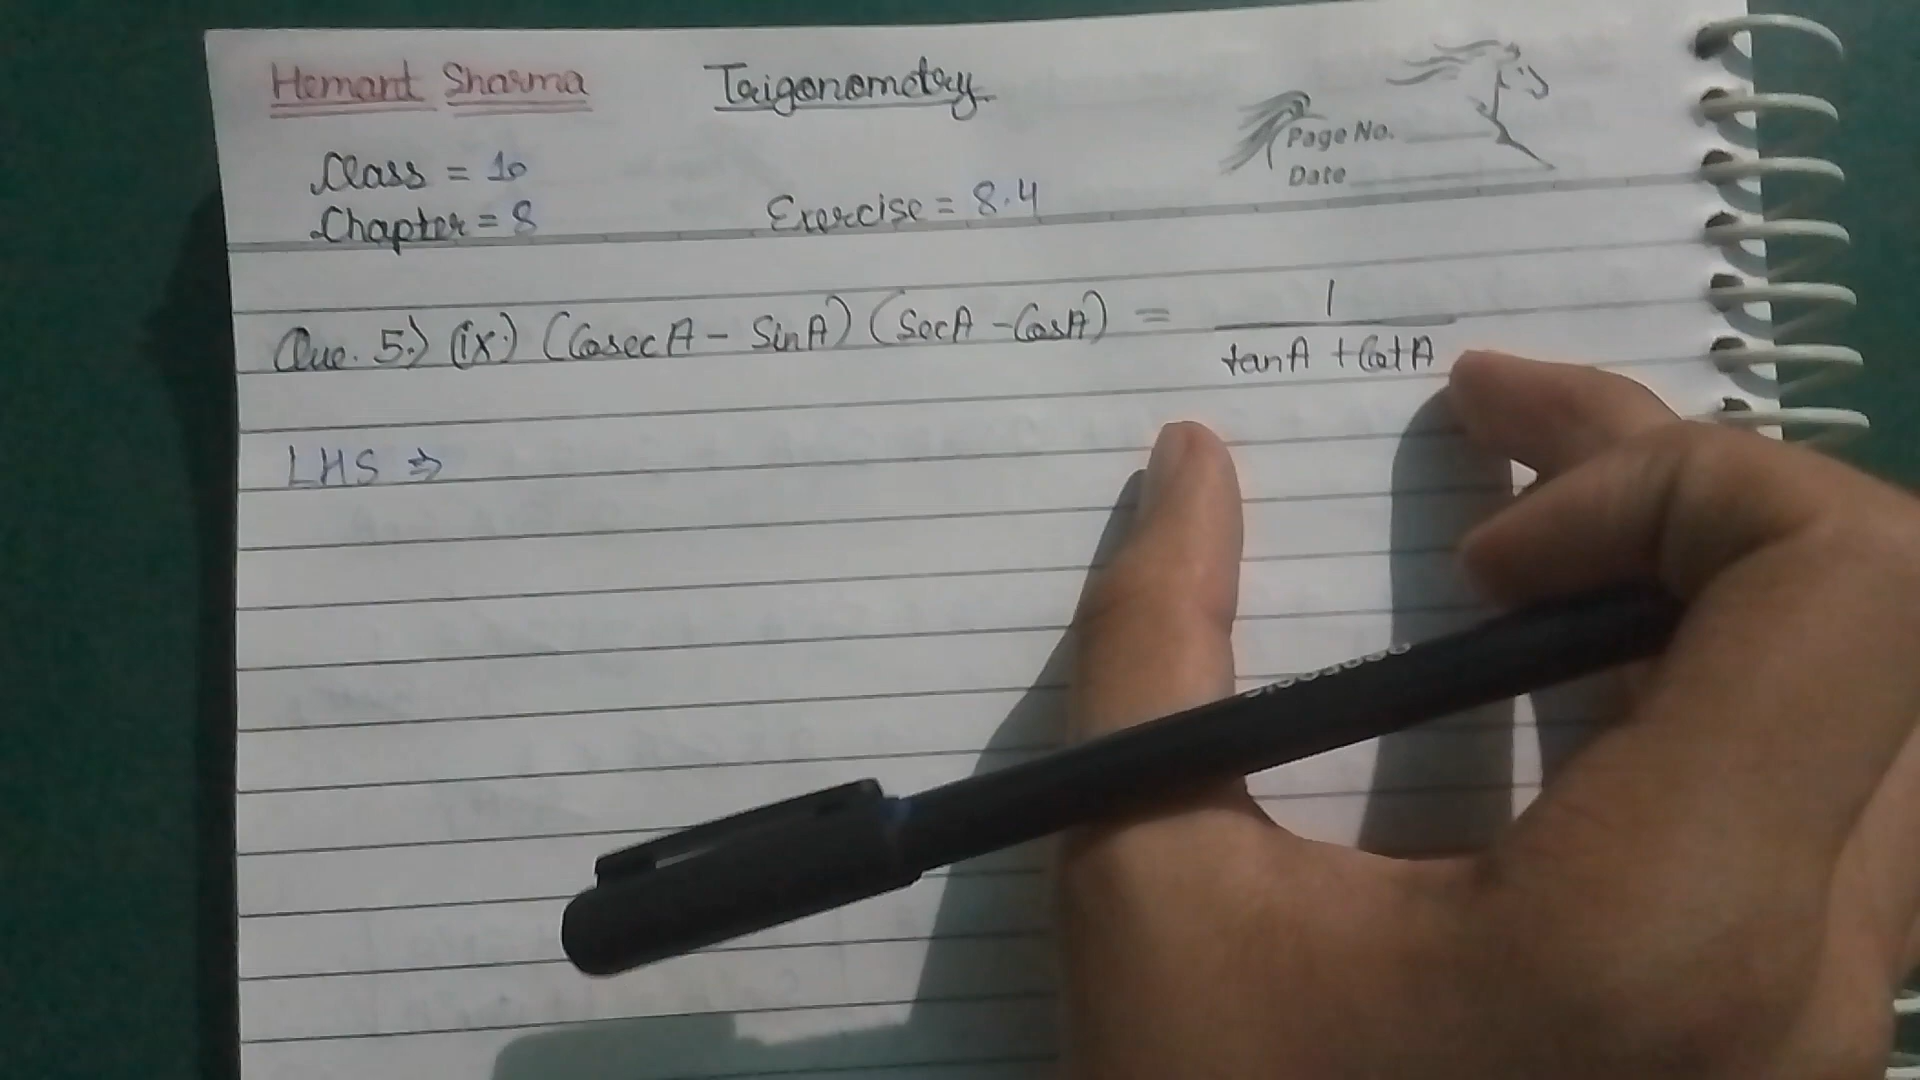 Hemant Sharma Trigonometry
Page No.
Class = 10
Date
Chapter = 8 Exercise = 8.4
Que. 5.) (ix.) (CosecA - SinA) (SecA - CosA) = 1 / tanA + CotA
LHS ⇒